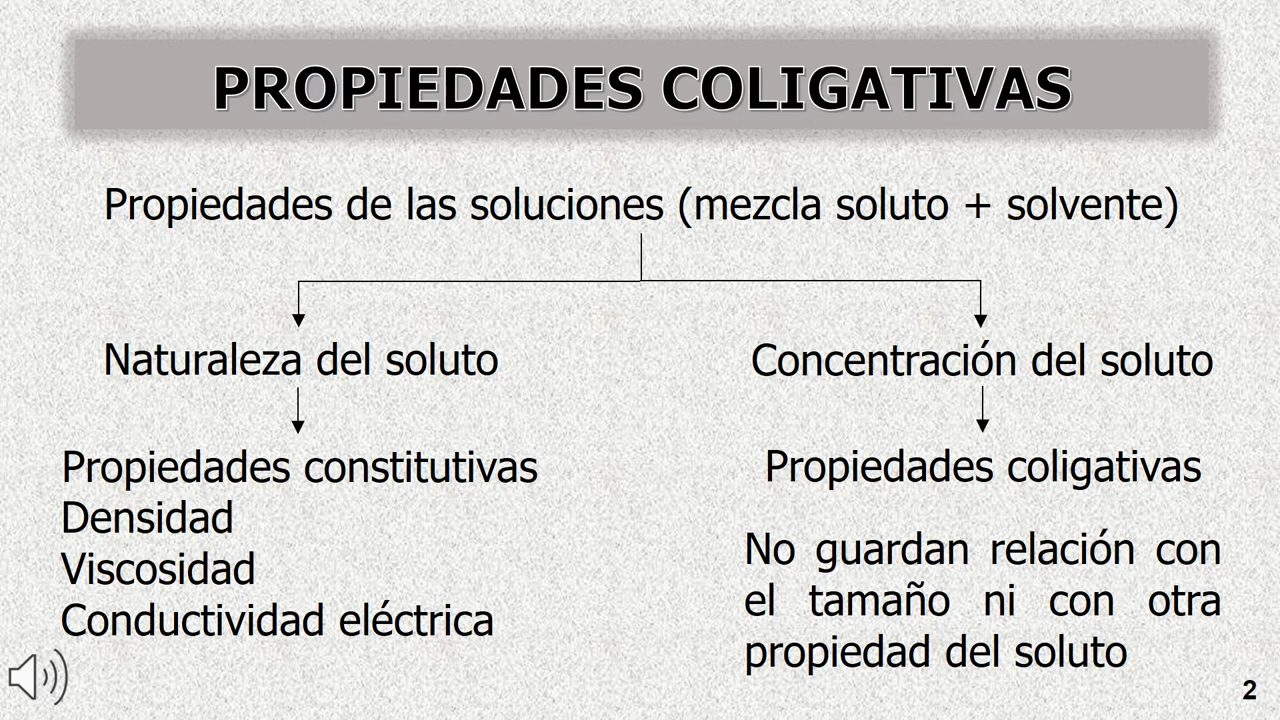 PROPIEDADES COLIGATIVAS
Propiedades de las soluciones (mezcla soluto + solvente)
Naturaleza del soluto
Concentración del soluto
Propiedades constitutivas
Densidad
Viscosidad
Conductividad eléctrica
Propiedades coligativas
No guardan relación con
el tamaño ni con otra
propiedad del soluto
2